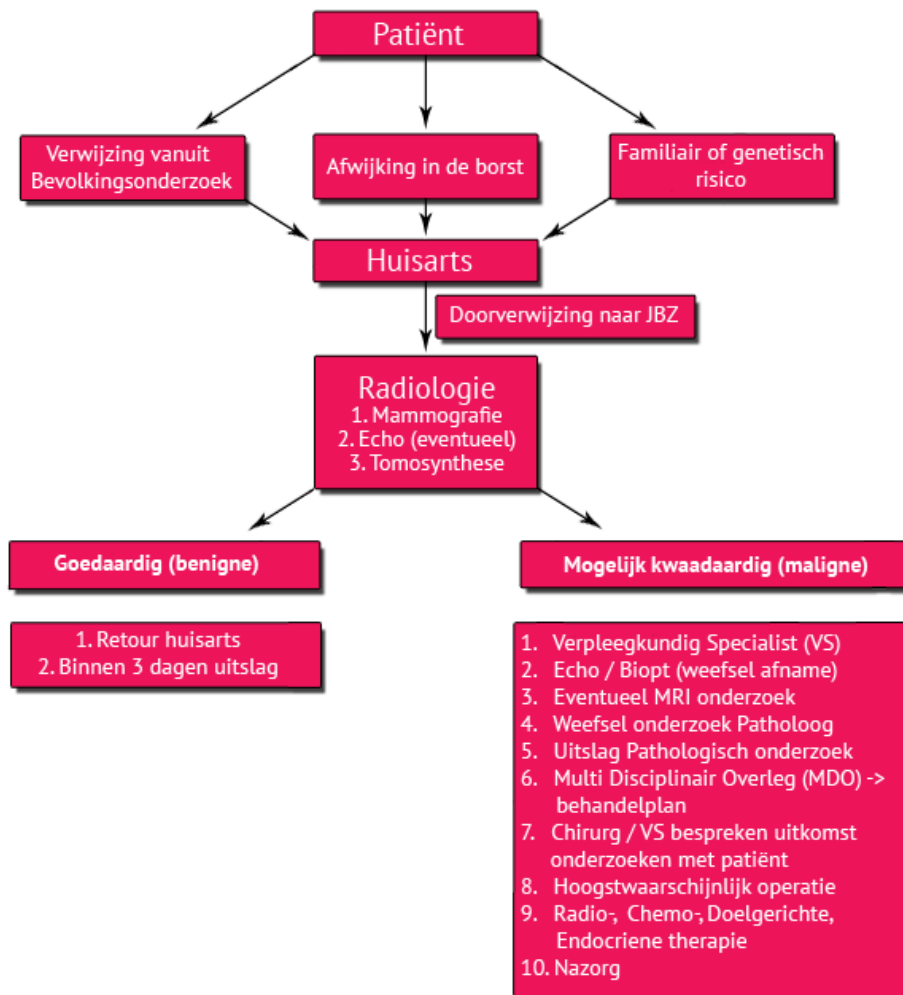 Patiënt
Verwijzing vanuit
Bevolkingsonderzoek
Afwijking in de borst
Familiair of genetisch
risico
Huisarts
Doorverwijzing naar JBZ
Radiologie
1. Mammografie
2. Echo (eventueel)
3. Tomosynthese
Goedaardig (benigne)
1. Retour huisarts
2. Binnen 3 dagen uitslag
Mogelijk kwaadaardig (maligne)
1. Verpleegkundig Specialist (VS)
2. Echo / Biopt (weefsel afname)
3. Eventueel MRI onderzoek
4. Weefsel onderzoek Patholoog
5. Uitslag Pathologisch onderzoek
6. Multi Disciplinair Overleg (MDO) ->
behandelplan
7. Chirurg / VS bespreken uitkomst
onderzoeken met patiënt
8. Hoogstwaarschijnlijk operatie
9. Radio-, Chemo-, Doelgerichte,
Endocriene therapie
10. Nazorg